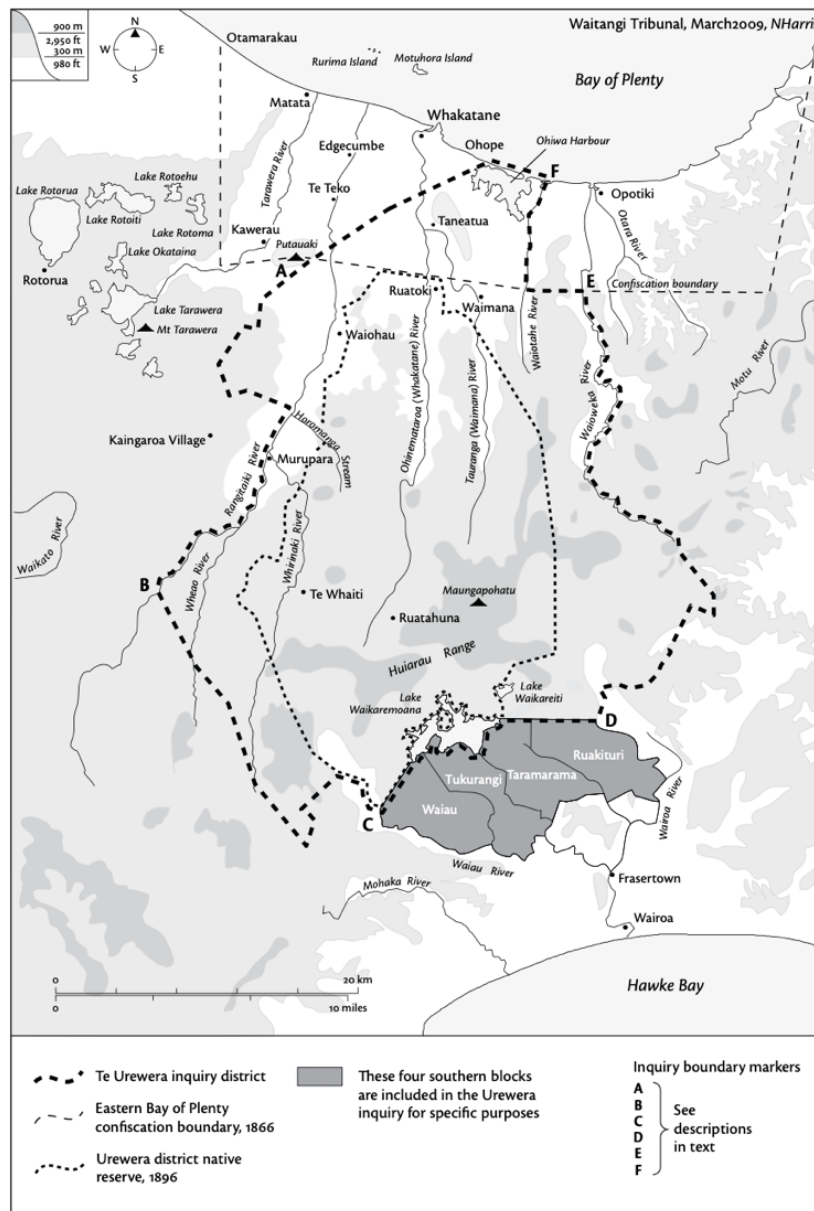 900 m
2,950 ft
300 m
980 ft
N
W
E
S
Waitangi Tribunal, March2009, NHarris
Otamarakau
Rurima Island
Motuhora Island
Bay of Plenty
Matata
Whakatane
Edgecumbe
Ohope
Ohiwa Harbour
Tarawera River
F
Lake Rotoehu
Lake Rotorua
Te Teko
Opotiki
Lake Rotoiti
Lake Rotoma
Taneatua
Otara River
Kawerau
Putauaki
Lake Okataina
A
Rotorua
E
Confiscation boundary
Ruatoki
Waimana
Lake Tarawera
Mt Tarawera
Waiohau
Waiotahe River
Motu River
Ohinemataroa (Whakatane) River
Tauranga (Waimana) River
Waioweka River
Kaingaroa Village
Haromanga Stream
Murupara
Rangitaiki River
Waikato River
Whirinaki River
B
Wheao River
Te Whaiti
Maungapohatu
Ruatahuna
Huiarau Range
Lake Waikareiti
Lake Waikaremoana
D
Ruakituri
Tukurangi
Taramarama
Waiau
C
Wairoa River
Waiau River
Frasertown
Mohaka River
Wairoa
0
20 km
0
10 miles
Hawke Bay
Te Urewera inquiry district
Eastern Bay of Plenty
confiscation boundary, 1866
Urewera district native
reserve, 1896
These four southern blocks
are included in the Urewera
inquiry for specific purposes
Inquiry boundary markers
A
B
C
D
E
F
See
descriptions
in text